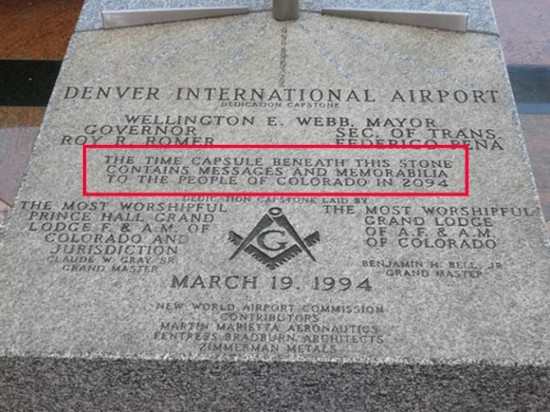 DENVER INTERNATIONAL AIRPORT
DEDICATION CAPSTONE
WELLINGTON E. WEBB, MAYOR
GOVERNOR SEC. OF TRANS.
ROY R. ROMER FEDERICO PEÑA
THE TIME CAPSULE BENEATH THIS STONE
CONTAINS MESSAGES AND MEMORABILIA
TO THE PEOPLE OF COLORADO IN 2094
DEDICATION CAPSTONE LAID BY
THE MOST WORSHIPFUL
PRINCE HALL GRAND
LODGE F. & A.M. OF
COLORADO AND
JURISDICTION
CLAUDE W. GRAY, SR.
GRAND MASTER
G
THE MOST WORSHIPFUL
GRAND LODGE
OF A.F. & A.M.
OF COLORADO
BENJAMIN H. BELL, JR.
GRAND MASTER
MARCH 19, 1994
NEW WORLD AIRPORT COMMISSION
CONTRIBUTORS
MARTIN MARIETTA AERONAUTICS
FENTRESS BRADBURN ARCHITECTS
ZIMMERMAN METALS